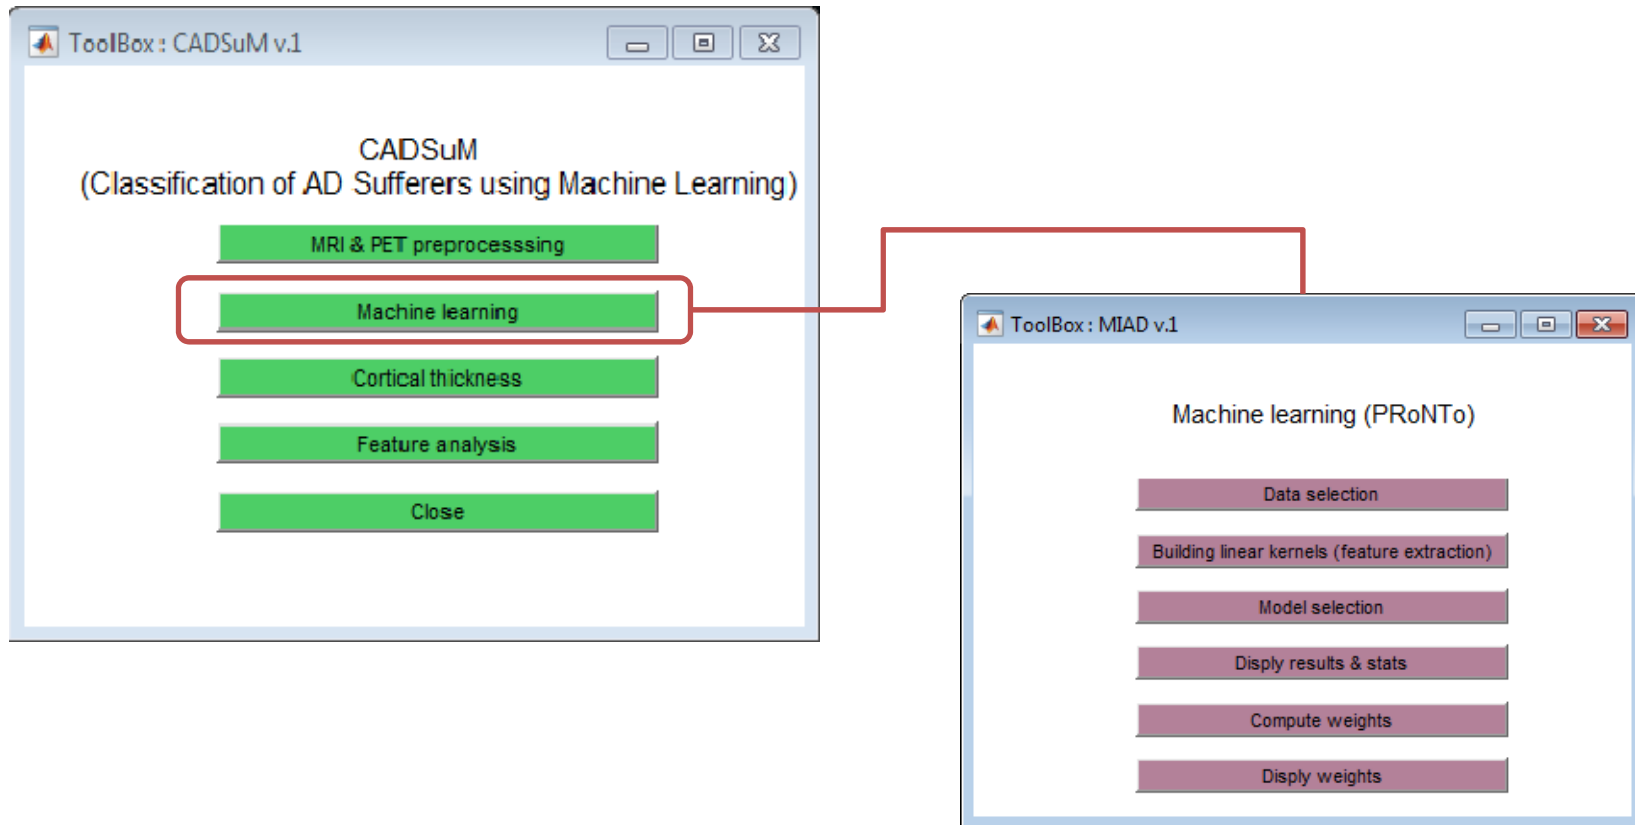 ToolBox : CADSuM v.1
CADSuM
(Classification of AD Sufferers using Machine Learning)
MRI & PET preprocesssing
Machine learning
Cortical thickness
Feature analysis
Close
ToolBox : MIAD v.1
Machine learning (PRoNTo)
Data selection
Building linear kernels (feature extraction)
Model selection
Disply results & stats
Compute weights
Disply weights